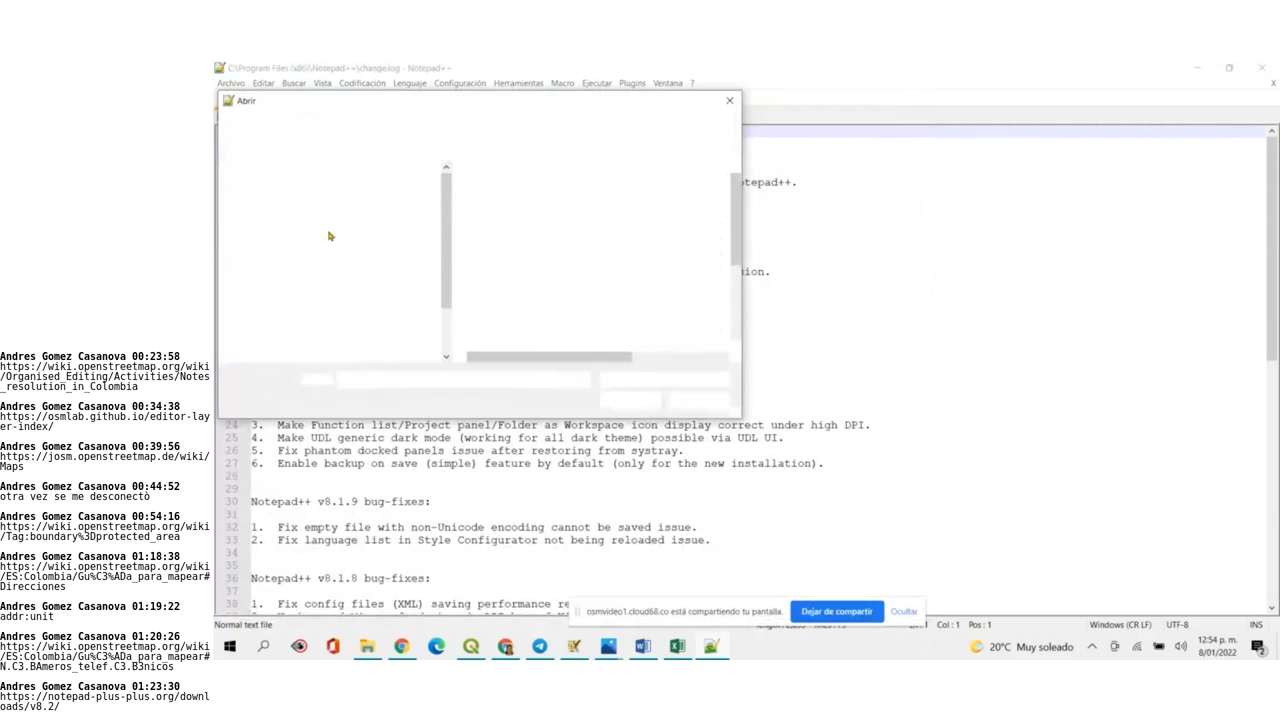 C:\Program Files (x86)\Notepad++\change.log - Notepad++
Archivo Editar Buscar Vista Codificación Lenguaje Configuración Herramientas Macro Ejecutar Plugins Ventana ?
X
Abrir
otepad++.
ion.
24 3. Make Function list/Project panel/Folder as Workspace icon display correct under high DPI.
25 4. Make UDL generic dark mode (working for all dark theme) possible via UDL UI.
26 5. Fix phantom docked panels issue after restoring from systray.
27 6. Enable backup on save (simple) feature by default (only for the new installation).
28
29
30 Notepad++ v8.1.9 bug-fixes:
31
32 1. Fix empty file with non-Unicode encoding cannot be saved issue.
33 2. Fix language list in Style Configurator not being reloaded issue.
34
35
36 Notepad++ v8.1.8 bug-fixes:
37
38 1. Fix config files (XML) saving performance re
osmvideo1.cloud68.co está compartiendo tu pantalla. Dejar de compartir Ocultar
Normal text file Col : 1 Pos : 1 Windows (CR LF) UTF-8 INS
20°C Muy soleado
12:54 p. m.
8/01/2022
2
Andres Gomez Casanova 00:23:58
https://wiki.openstreetmap.org/wiki
/Organised_Editing/Activities/Notes
_resolution_in_Colombia
Andres Gomez Casanova 00:34:38
https://osmlab.github.io/editor-lay
er-index/
Andres Gomez Casanova 00:39:56
https://josm.openstreetmap.de/wiki/
Maps
Andres Gomez Casanova 00:44:52
otra vez se me desconectò
Andres Gomez Casanova 00:54:16
https://wiki.openstreetmap.org/wiki
/Tag:boundary%3Dprotected_area
Andres Gomez Casanova 01:18:38
https://wiki.openstreetmap.org/wiki
/ES:Colombia/Gu%C3%ADa_para_mapear#
Direcciones
Andres Gomez Casanova 01:19:22
addr:unit
Andres Gomez Casanova 01:20:26
https://wiki.openstreetmap.org/wiki
/ES:Colombia/Gu%C3%ADa_para_mapear#
N.C3.BAmeros_telef.C3.B3nicos
Andres Gomez Casanova 01:23:30
https://notepad-plus-plus.org/downl
oads/v8.2/